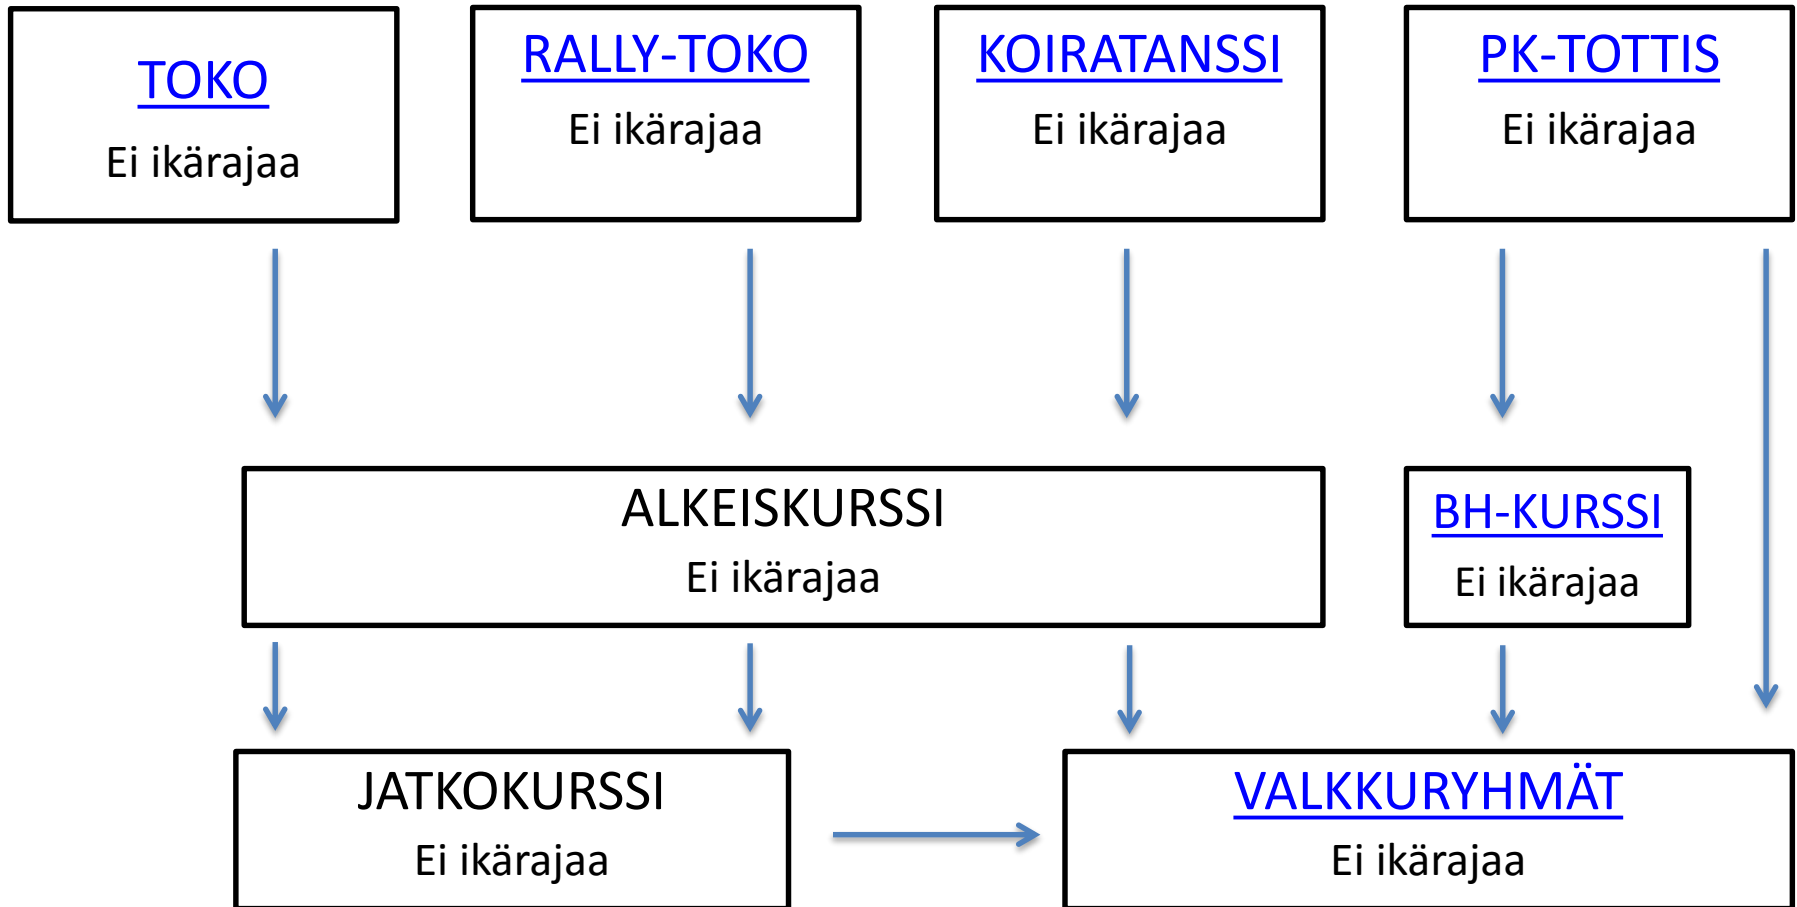 TOKO
Ei ikärajaa
RALLY-TOKO
Ei ikärajaa
KOIRATANSSI
Ei ikärajaa
PK-TOTTIS
Ei ikärajaa
ALKEISKURSSI
Ei ikärajaa
BH-KURSSI
Ei ikärajaa
JATKOKURSSI
Ei ikärajaa
VALKKURYHMÄT
Ei ikärajaa